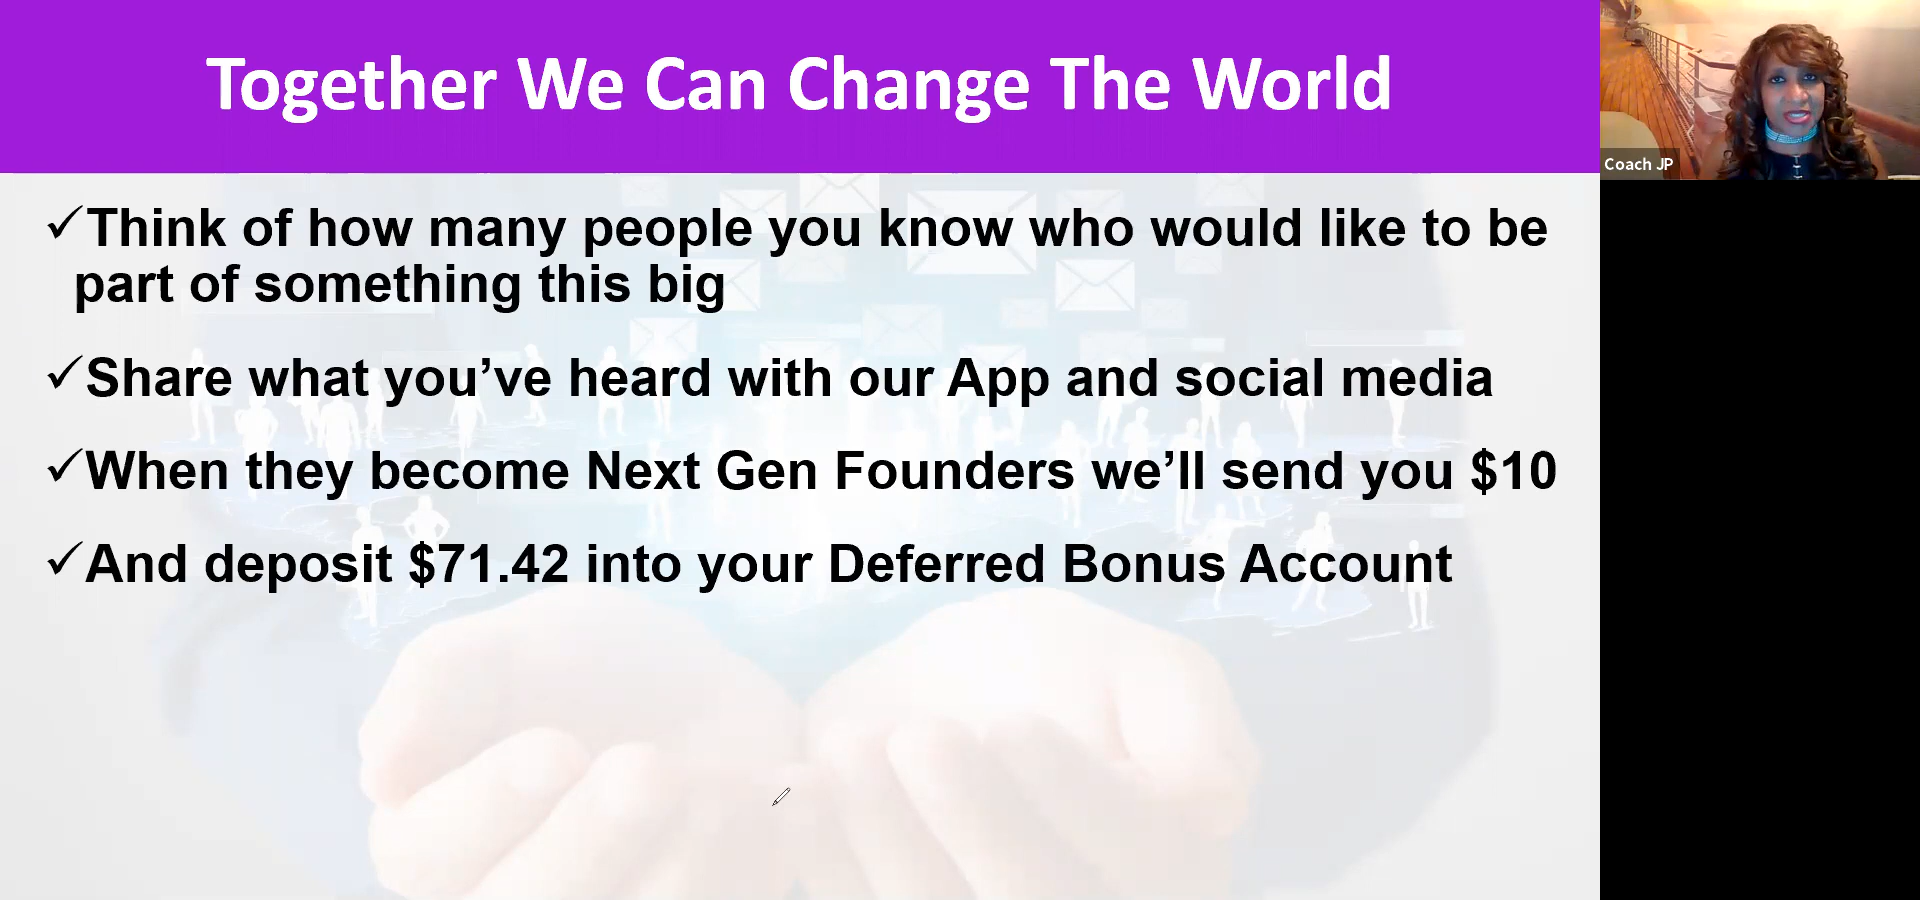 Together We Can Change The World
Coach JP
✓Think of how many people you know who would like to be
part of something this big
✓Share what you’ve heard with our App and social media
✓When they become Next Gen Founders we’ll send you $10
✓And deposit $71.42 into your Deferred Bonus Account